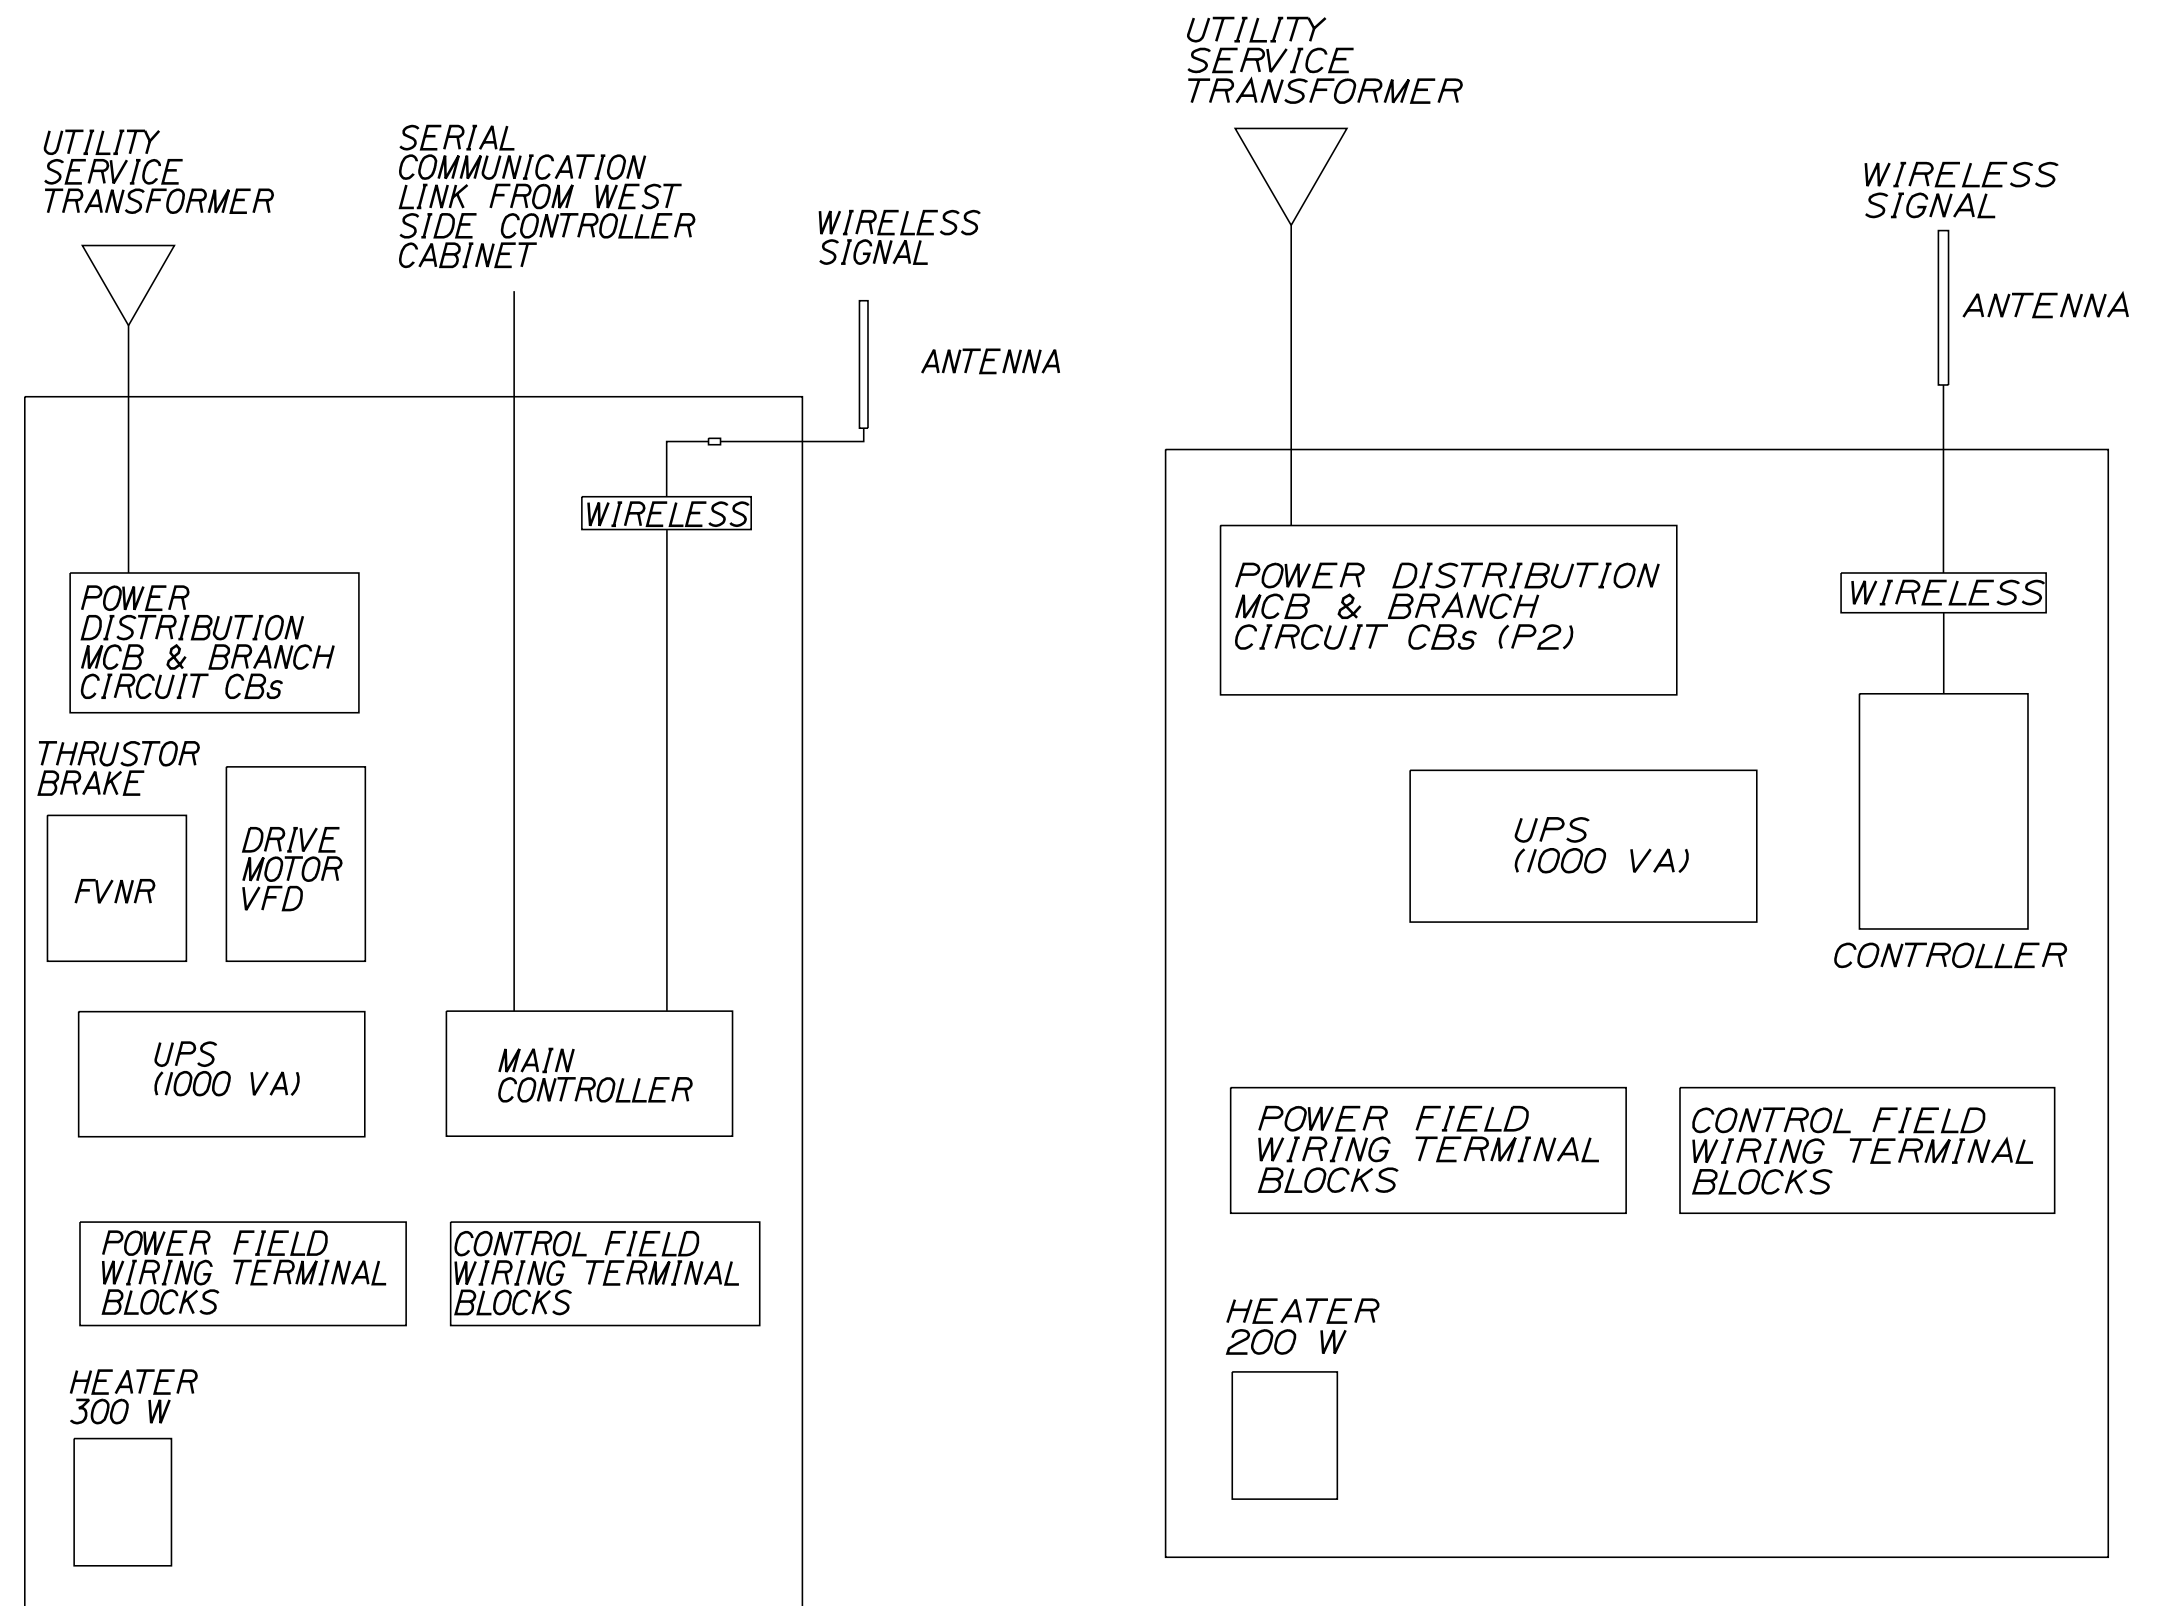 UTILITY
SERVICE
TRANSFORMER
SERIAL
COMMUNICATION
LINK FROM WEST
SIDE CONTROLLER
CABINET
WIRELESS
SIGNAL
ANTENNA
WIRELESS
POWER
DISTRIBUTION
MCB & BRANCH
CIRCUIT CBs
THRUSTOR
BRAKE
FVNR
DRIVE
MOTOR
VFD
UPS
(1000 VA)
MAIN
CONTROLLER
POWER FIELD
WIRING TERMINAL
BLOCKS
CONTROL FIELD
WIRING TERMINAL
BLOCKS
HEATER
300 W
UTILITY
SERVICE
TRANSFORMER
WIRELESS
SIGNAL
ANTENNA
WIRELESS
POWER DISTRIBUTION
MCB & BRANCH
CIRCUIT CBs (P2)
UPS
(1000 VA)
CONTROLLER
POWER FIELD
WIRING TERMINAL
BLOCKS
CONTROL FIELD
WIRING TERMINAL
BLOCKS
HEATER
200 W